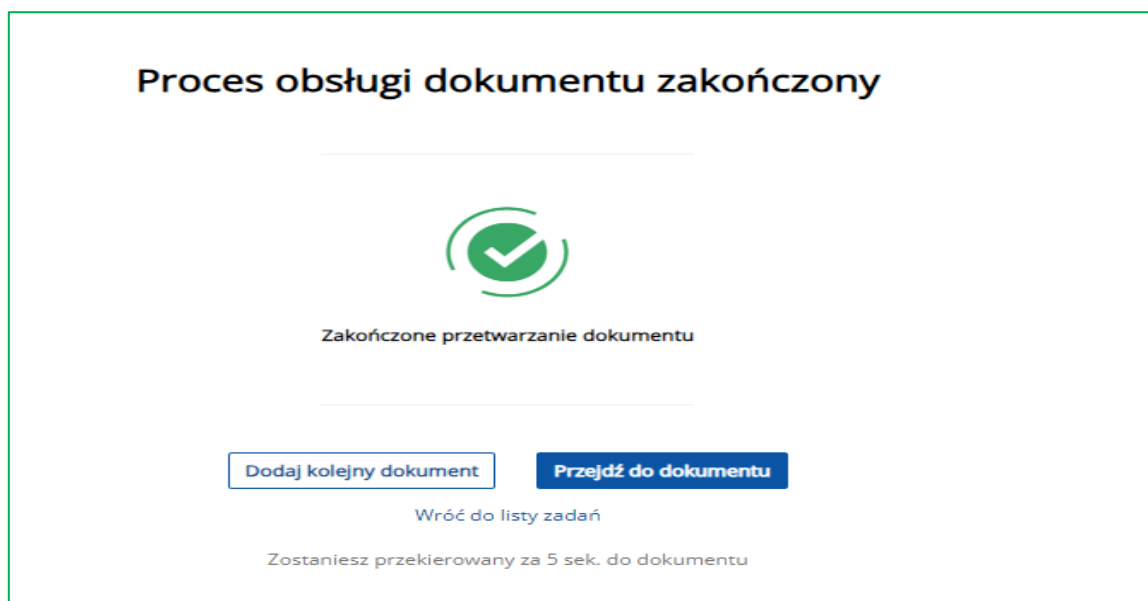 Proces obsługi dokumentu zakończony
Zakończone przetwarzanie dokumentu
Dodaj kolejny dokument
Przejdź do dokumentu
Wróć do listy zadań
Zostaniesz przekierowany za 5 sek. do dokumentu